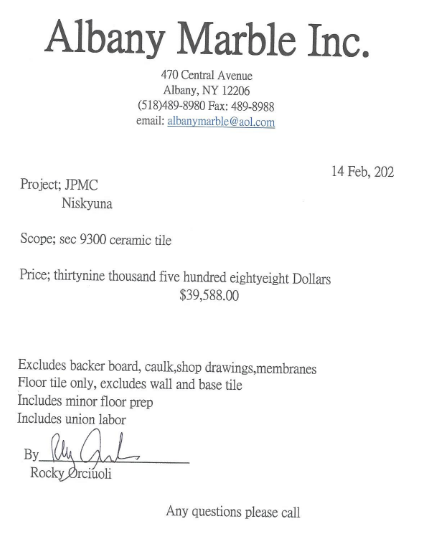 Albany Marble Inc.
470 Central Avenue
Albany, NY 12206
(518)489-8980 Fax: 489-8988
email: albanymarble@aol.com
14 Feb, 202
Project; JPMC
Niskyuna
Scope; sec 9300 ceramic tile
Price; thirtynine thousand five hundred eightyeight Dollars
$39,588.00
Excludes backer board, caulk,shop drawings,membranes
Floor tile only, excludes wall and base tile
Includes minor floor prep
Includes union labor
By
Rocky Orciuoli
Any questions please call